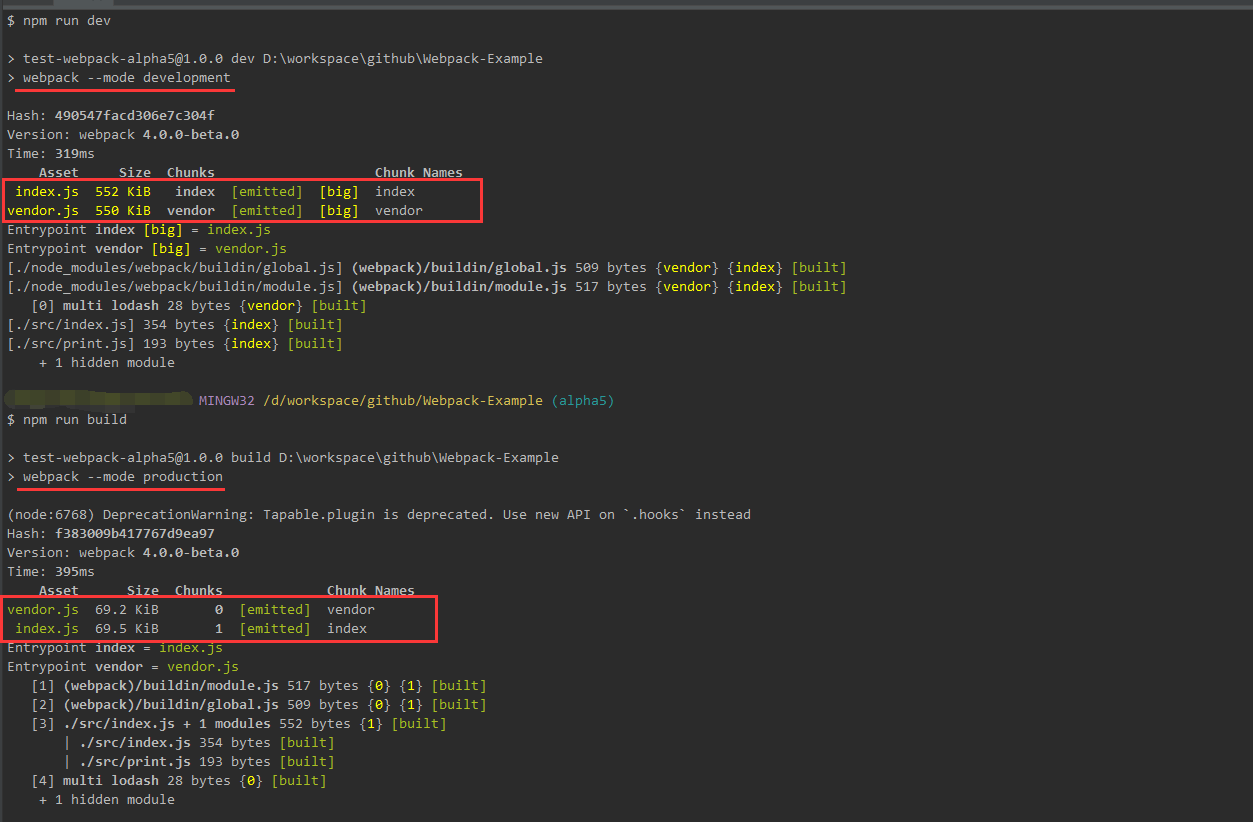 $ npm run dev
> test-webpack-alpha5@1.0.0 dev D:\workspace\github\Webpack-Example
> webpack --mode development
Hash: 490547facd306e7c304f
Version: webpack 4.0.0-beta.0
Time: 319ms
Asset Size Chunks Chunk Names
index.js 552 KiB index [emitted] [big] index
vendor.js 550 KiB vendor [emitted] [big] vendor
Entrypoint index [big] = index.js
Entrypoint vendor [big] = vendor.js
[./node_modules/webpack/buildin/global.js] (webpack)/buildin/global.js 509 bytes {vendor} {index} [built]
[./node_modules/webpack/buildin/module.js] (webpack)/buildin/module.js 517 bytes {vendor} {index} [built]
[0] multi lodash 28 bytes {vendor} [built]
[./src/index.js] 354 bytes {index} [built]
[./src/print.js] 193 bytes {index} [built]
+ 1 hidden module
MINGW32 /d/workspace/github/Webpack-Example (alpha5)
$ npm run build
> test-webpack-alpha5@1.0.0 build D:\workspace\github\Webpack-Example
> webpack --mode production
(node:6768) DeprecationWarning: Tapable.plugin is deprecated. Use new API on `.hooks` instead
Hash: f383009b417767d9ea97
Version: webpack 4.0.0-beta.0
Time: 395ms
Asset Size Chunks Chunk Names
vendor.js 69.2 KiB 0 [emitted] vendor
index.js 69.5 KiB 1 [emitted] index
Entrypoint index = index.js
Entrypoint vendor = vendor.js
[1] (webpack)/buildin/module.js 517 bytes {0} {1} [built]
[2] (webpack)/buildin/global.js 509 bytes {0} {1} [built]
[3] ./src/index.js + 1 modules 552 bytes {1} [built]
| ./src/index.js 354 bytes [built]
| ./src/print.js 193 bytes [built]
[4] multi lodash 28 bytes {0} [built]
+ 1 hidden module